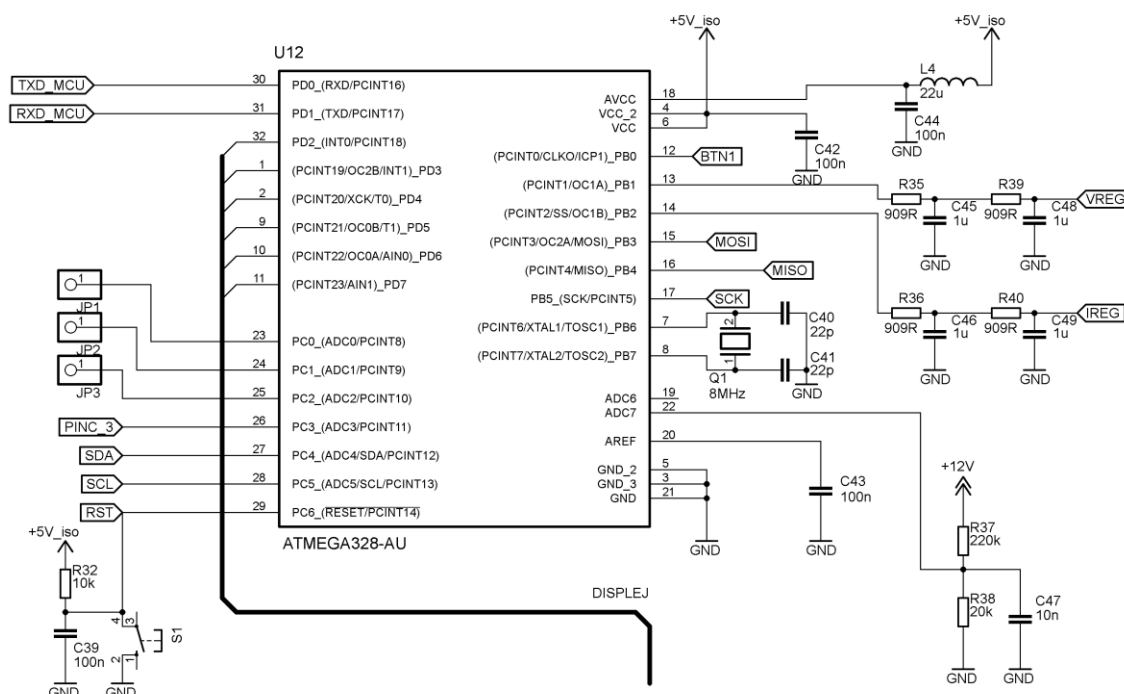 +5V_iso
+5V_iso
U12
L4
22u
TXD_MCU
30
PD0_(RXD/PCINT16)
AVCC
18
C44
100n
GND
RXD_MCU
31
PD1_(TXD/PCINT17)
VCC_2
4
VCC
6
C42
100n
GND
32
PD2_(INT0/PCINT18)
(PCINT0/CLKO/ICP1)_PB0
12
BTN1
1
(PCINT19/OC2B/INT1)_PD3
(PCINT1/OC1A)_PB1
13
R35
909R
R39
909R
VREG
C45
1u
C48
1u
GND
GND
2
(PCINT20/XCK/T0)_PD4
(PCINT2/SS/OC1B)_PB2
14
9
(PCINT21/OC0B/T1)_PD5
(PCINT3/OC2A/MOSI)_PB3
15
MOSI
10
(PCINT22/OC0A/AIN0)_PD6
(PCINT4/MISO)_PB4
16
MISO
11
(PCINT23/AIN1)_PD7
PB5_(SCK/PCINT5)
17
SCK
1
JP1
1
JP2
1
JP3
R36
909R
R40
909R
IREG
C46
1u
C49
1u
GND
GND
23
PC0_(ADC0/PCINT8)
(PCINT6/XTAL1/TOSC1)_PB6
7
2
1
C40
22p
24
PC1_(ADC1/PCINT9)
(PCINT7/XTAL2/TOSC2)_PB7
8
C41
22p
Q1
8MHz
GND
25
PC2_(ADC2/PCINT10)
ADC6
19
ADC7
22
PINC_3
26
PC3_(ADC3/PCINT11)
AREF
20
SDA
27
PC4_(ADC4/SDA/PCINT12)
GND_2
5
SCL
28
PC5_(ADC5/SCL/PCINT13)
GND_3
3
GND
21
C43
100n
GND
GND
RST
29
PC6_(RESET/PCINT14)
+12V
R37
220k
R38
20k
C47
10n
GND
GND
ATMEGA328-AU
+5V_iso
R32
10k
DISPLEJ
4
3
2
1
S1
C39
100n
GND
GND